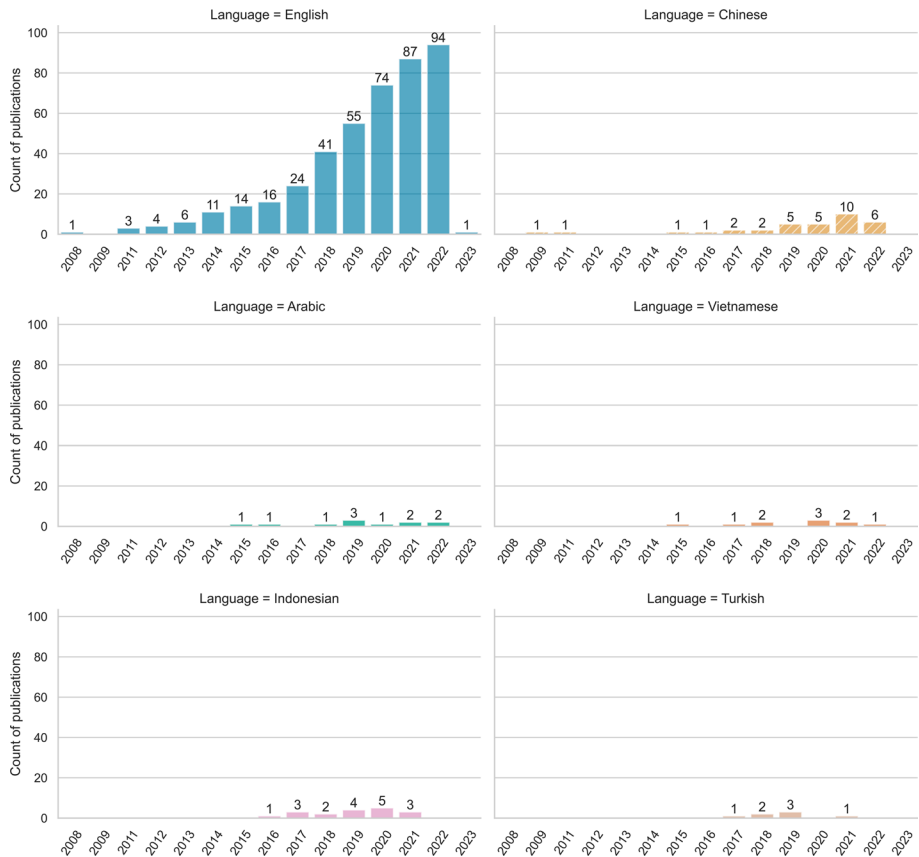 Language = English
Count of publications
100
80
60
40
20
0
1 3 4 6 11 14 16 24 41 55 74 87 94 1
2008 2009 2011 2012 2013 2014 2015 2016 2017 2018 2019 2020 2021 2022 2023
Language = Chinese
1 1 1 1 2 2 5 5 10 6
2008 2009 2011 2012 2013 2014 2015 2016 2017 2018 2019 2020 2021 2022 2023
Language = Arabic
Count of publications
100
80
60
40
20
0
1 1 1 3 1 2 2
2008 2009 2011 2012 2013 2014 2015 2016 2017 2018 2019 2020 2021 2022 2023
Language = Vietnamese
1 1 2 3 2 1
2008 2009 2011 2012 2013 2014 2015 2016 2017 2018 2019 2020 2021 2022 2023
Language = Indonesian
Count of publications
100
80
60
40
20
0
1 3 2 4 5 3
2008 2009 2011 2012 2013 2014 2015 2016 2017 2018 2019 2020 2021 2022 2023
Language = Turkish
1 2 3 1
2008 2009 2011 2012 2013 2014 2015 2016 2017 2018 2019 2020 2021 2022 2023